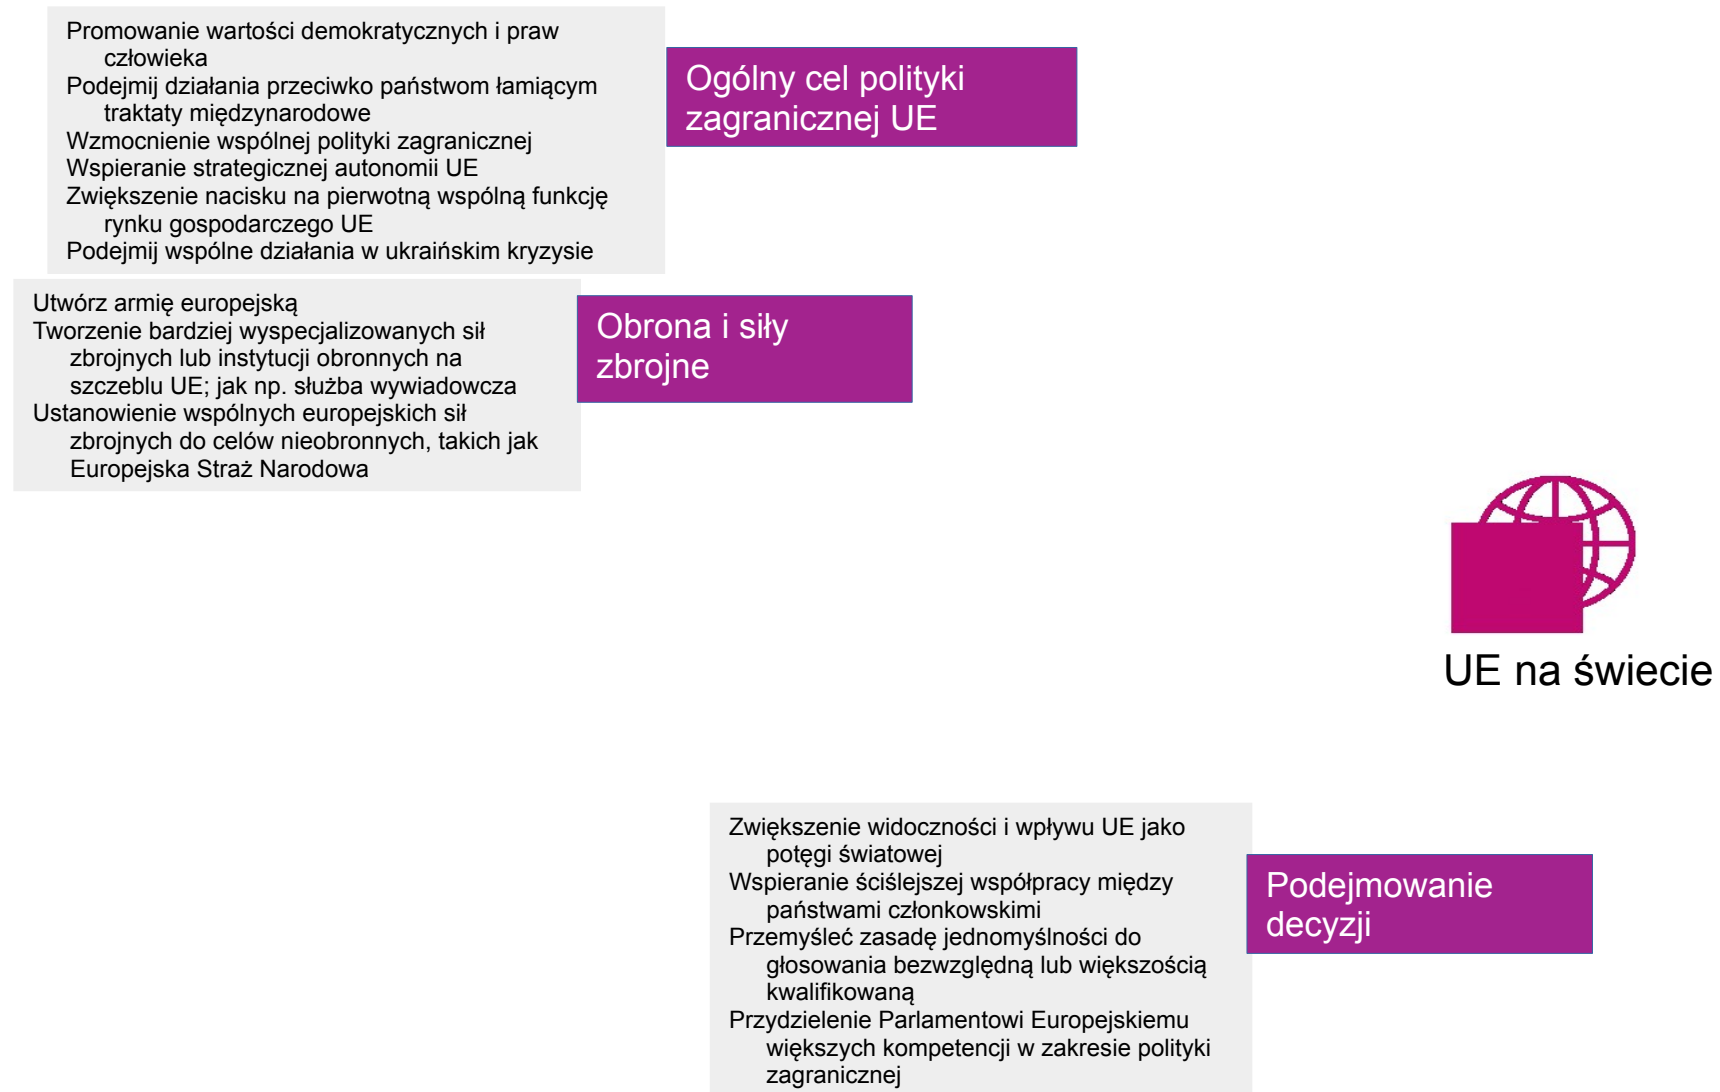 Promowanie wartości demokratycznych i praw
człowieka
Podejmij działania przeciwko państwom łamiącym
traktaty międzynarodowe
Wzmocnienie wspólnej polityki zagranicznej
Wspieranie strategicznej autonomii UE
Zwiększenie nacisku na pierwotną wspólną funkcję
rynku gospodarczego UE
Podejmij wspólne działania w ukraińskim kryzysie
Ogólny cel polityki
zagranicznej UE
Utwórz armię europejską
Tworzenie bardziej wyspecjalizowanych sił
zbrojnych lub instytucji obronnych na
szczeblu UE; jak np. służba wywiadowcza
Ustanowienie wspólnych europejskich sił
zbrojnych do celów nieobronnych, takich jak
Europejska Straż Narodowa
Obrona i siły
zbrojne
UE na świecie
Zwiększenie widoczności i wpływu UE jako
potęgi światowej
Wspieranie ściślejszej współpracy między
państwami członkowskimi
Przemyśleć zasadę jednomyślności do
głosowania bezwzględną lub większością
kwalifikowaną
Przydzielenie Parlamentowi Europejskiemu
większych kompetencji w zakresie polityki
zagranicznej
Podejmowanie
decyzji